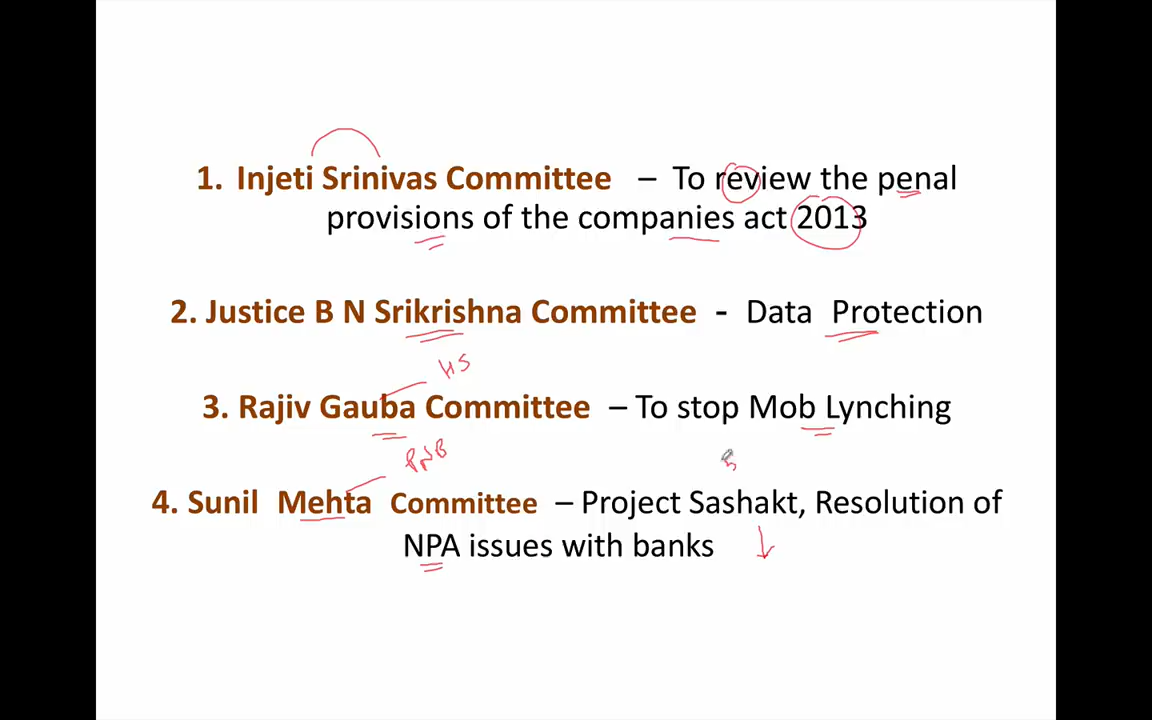 1. Injeti Srinivas Committee – To review the penal
provisions of the companies act 2013
2. Justice B N Srikrishna Committee - Data Protection
HS
3. Rajiv Gauba Committee – To stop Mob Lynching
PNB
4. Sunil Mehta Committee – Project Sashakt, Resolution of
NPA issues with banks